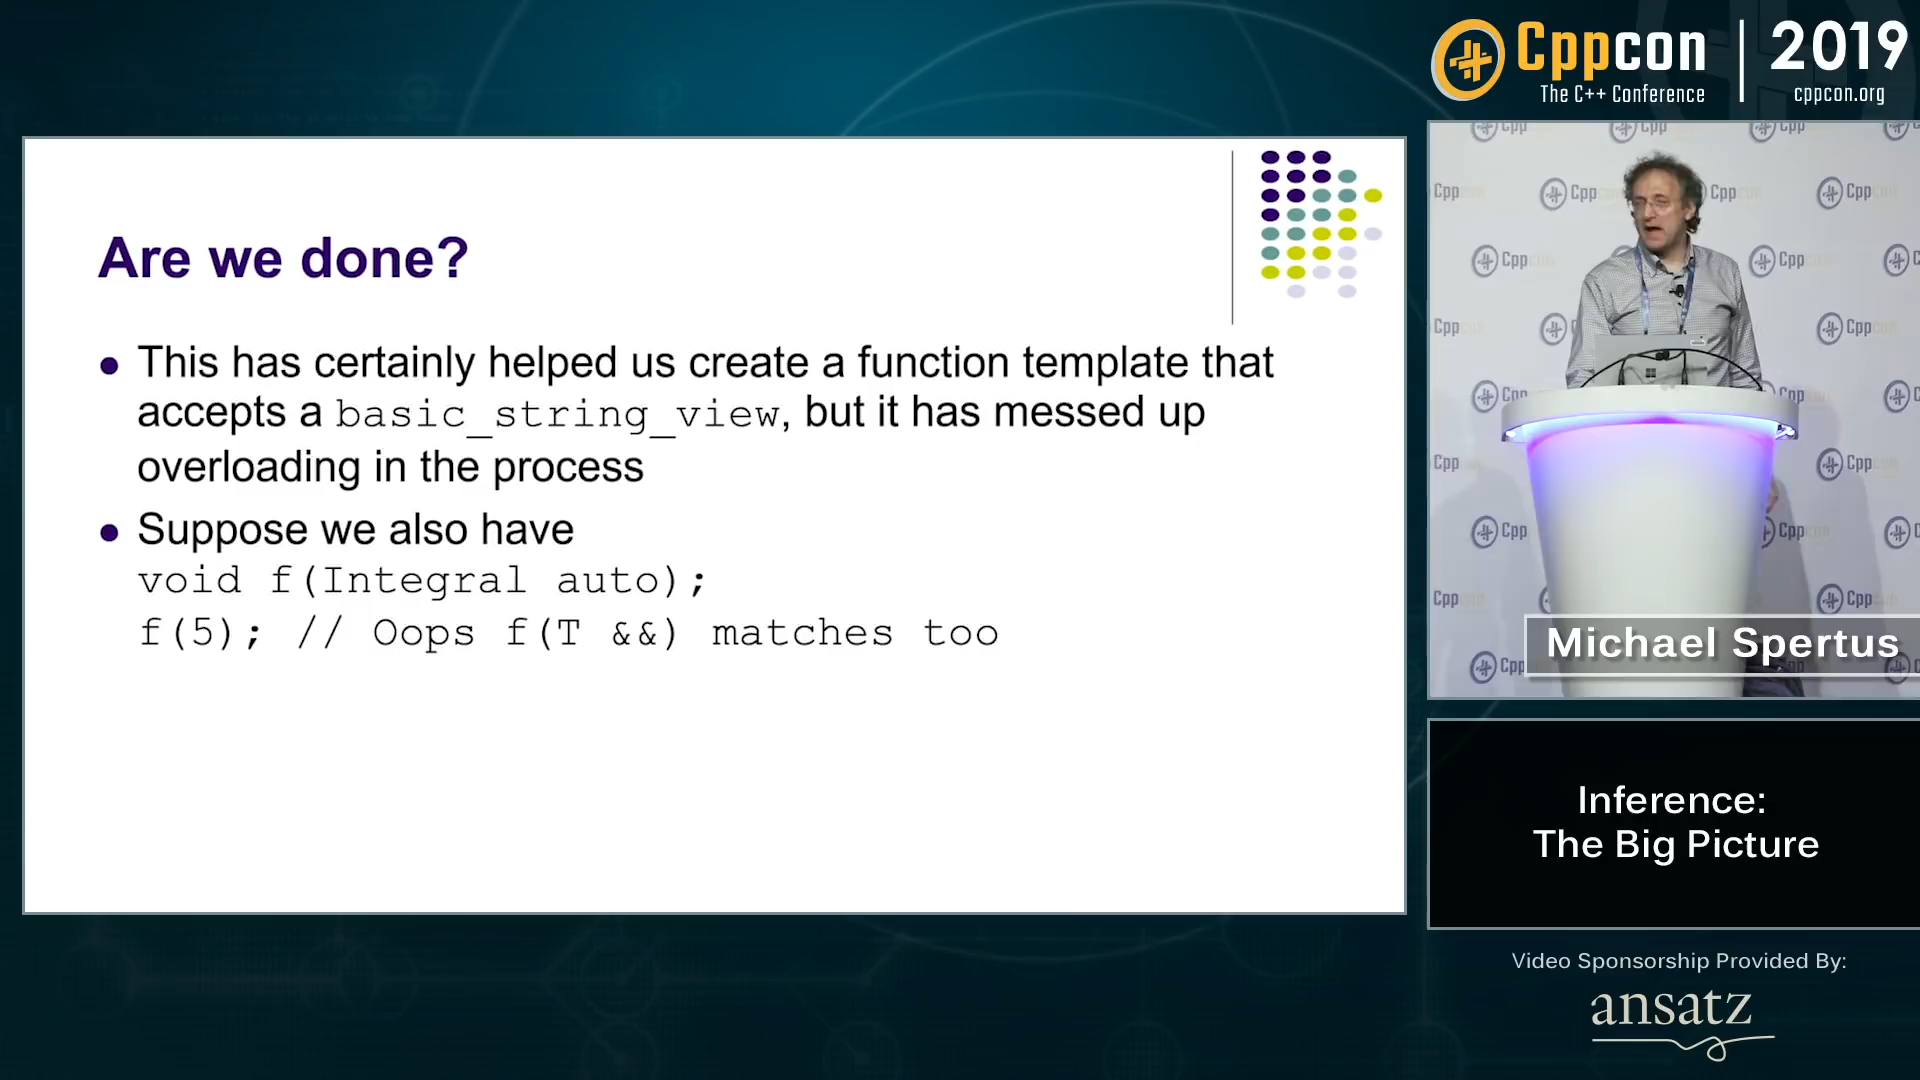 Cppcon
The C++ Conference
2019
cppcon.org
Are we done?
This has certainly helped us create a function template that
accepts a basic_string_view, but it has messed up
overloading in the process
Suppose we also have
void f(Integral auto);
f(5); // Oops f(T &&) matches too
Michael Spertus
Inference:
The Big Picture
Video Sponsorship Provided By:
ansatz